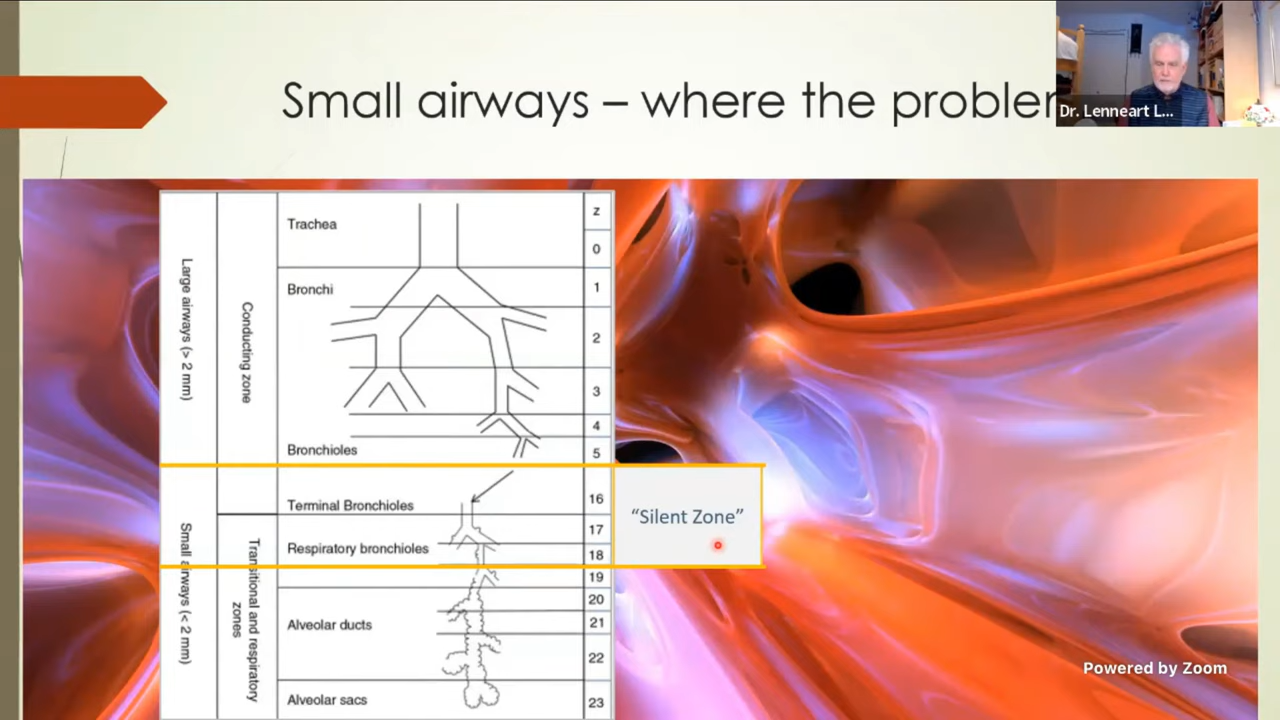 Small airways – where the problem
Dr. Lenneart L...
Large airways (> 2 mm)
Conducting zone
Trachea
Bronchi
Bronchioles
z
0
1
2
3
4
5
Small airways (< 2 mm)
Transitional and respiratory
zones
Terminal Bronchioles
Respiratory bronchioles
Alveolar ducts
Alveolar sacs
16
17
18
19
20
21
22
23
“Silent Zone”
Powered by Zoom